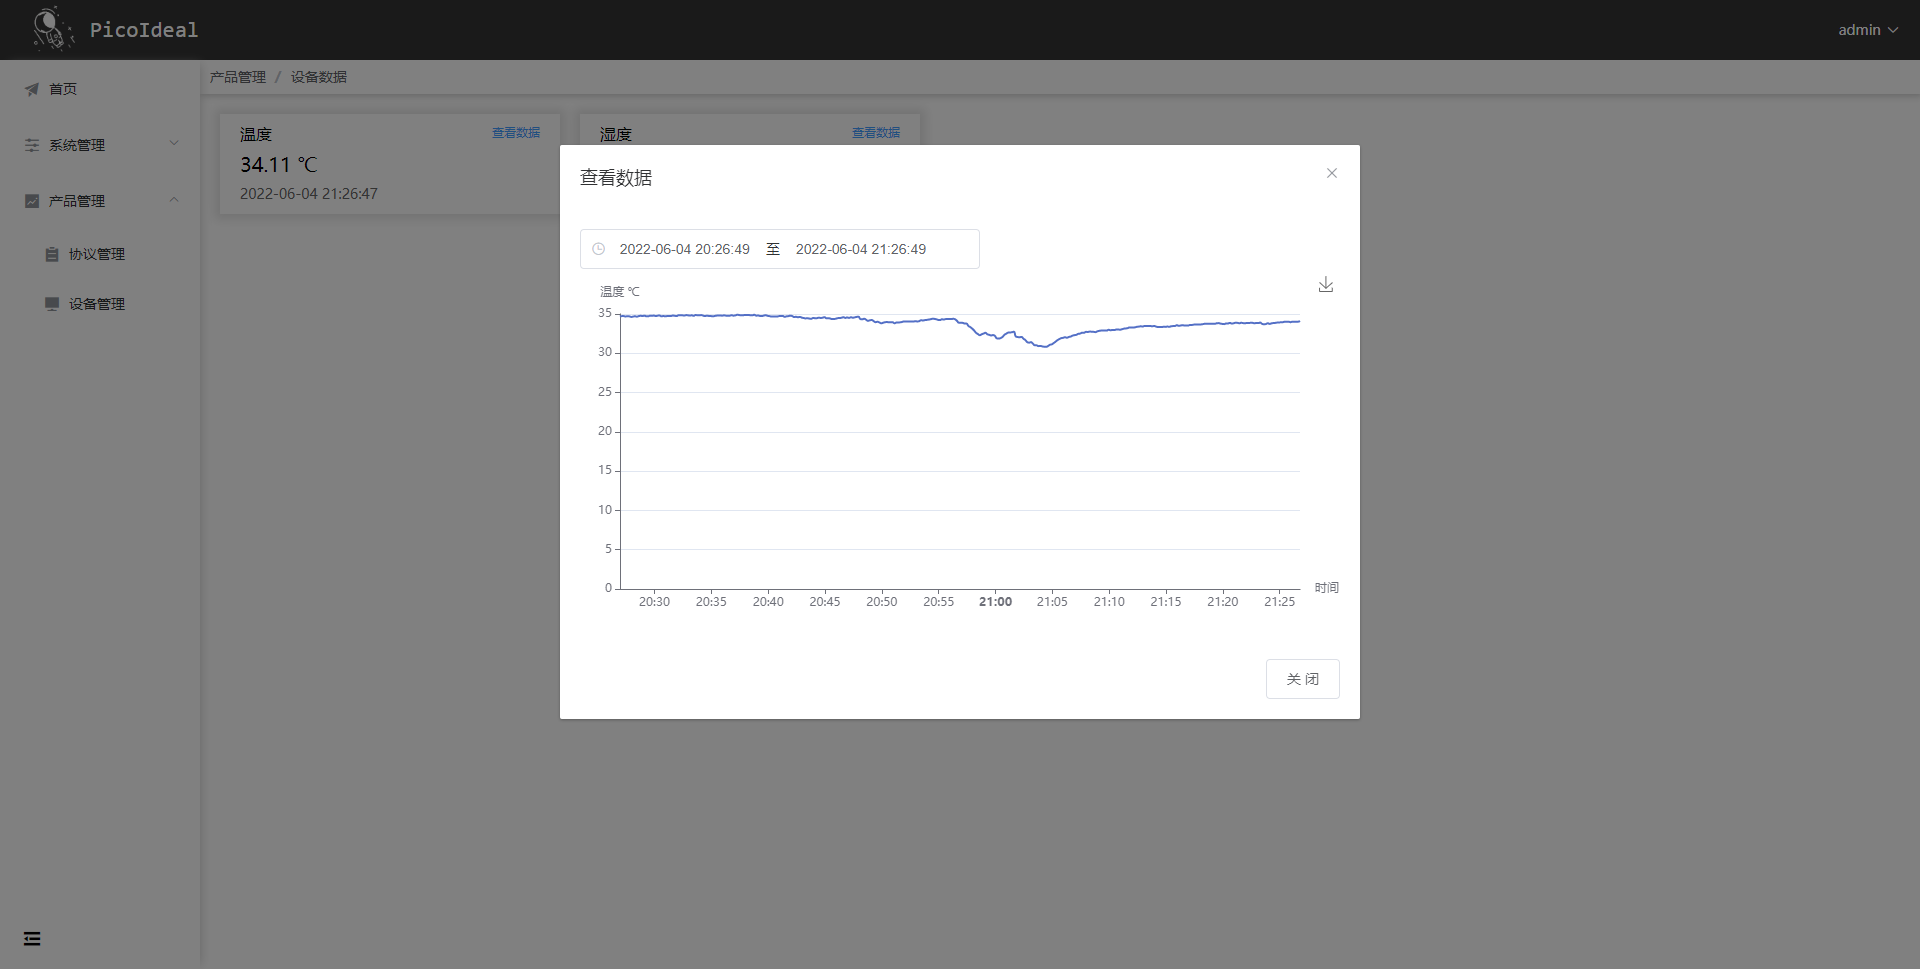 PicoIdeal
admin
首页
系统管理
产品管理
协议管理
设备管理
产品管理 / 设备数据
温度 查看数据
34.11 ℃
2022-06-04 21:26:47
湿度 查看数据
查看数据
2022-06-04 20:26:49 至 2022-06-04 21:26:49
温度 ℃
35
30
25
20
15
10
5
0
时间
20:30 20:35 20:40 20:45 20:50 20:55 21:00 21:05 21:10 21:15 21:20 21:25
关 闭